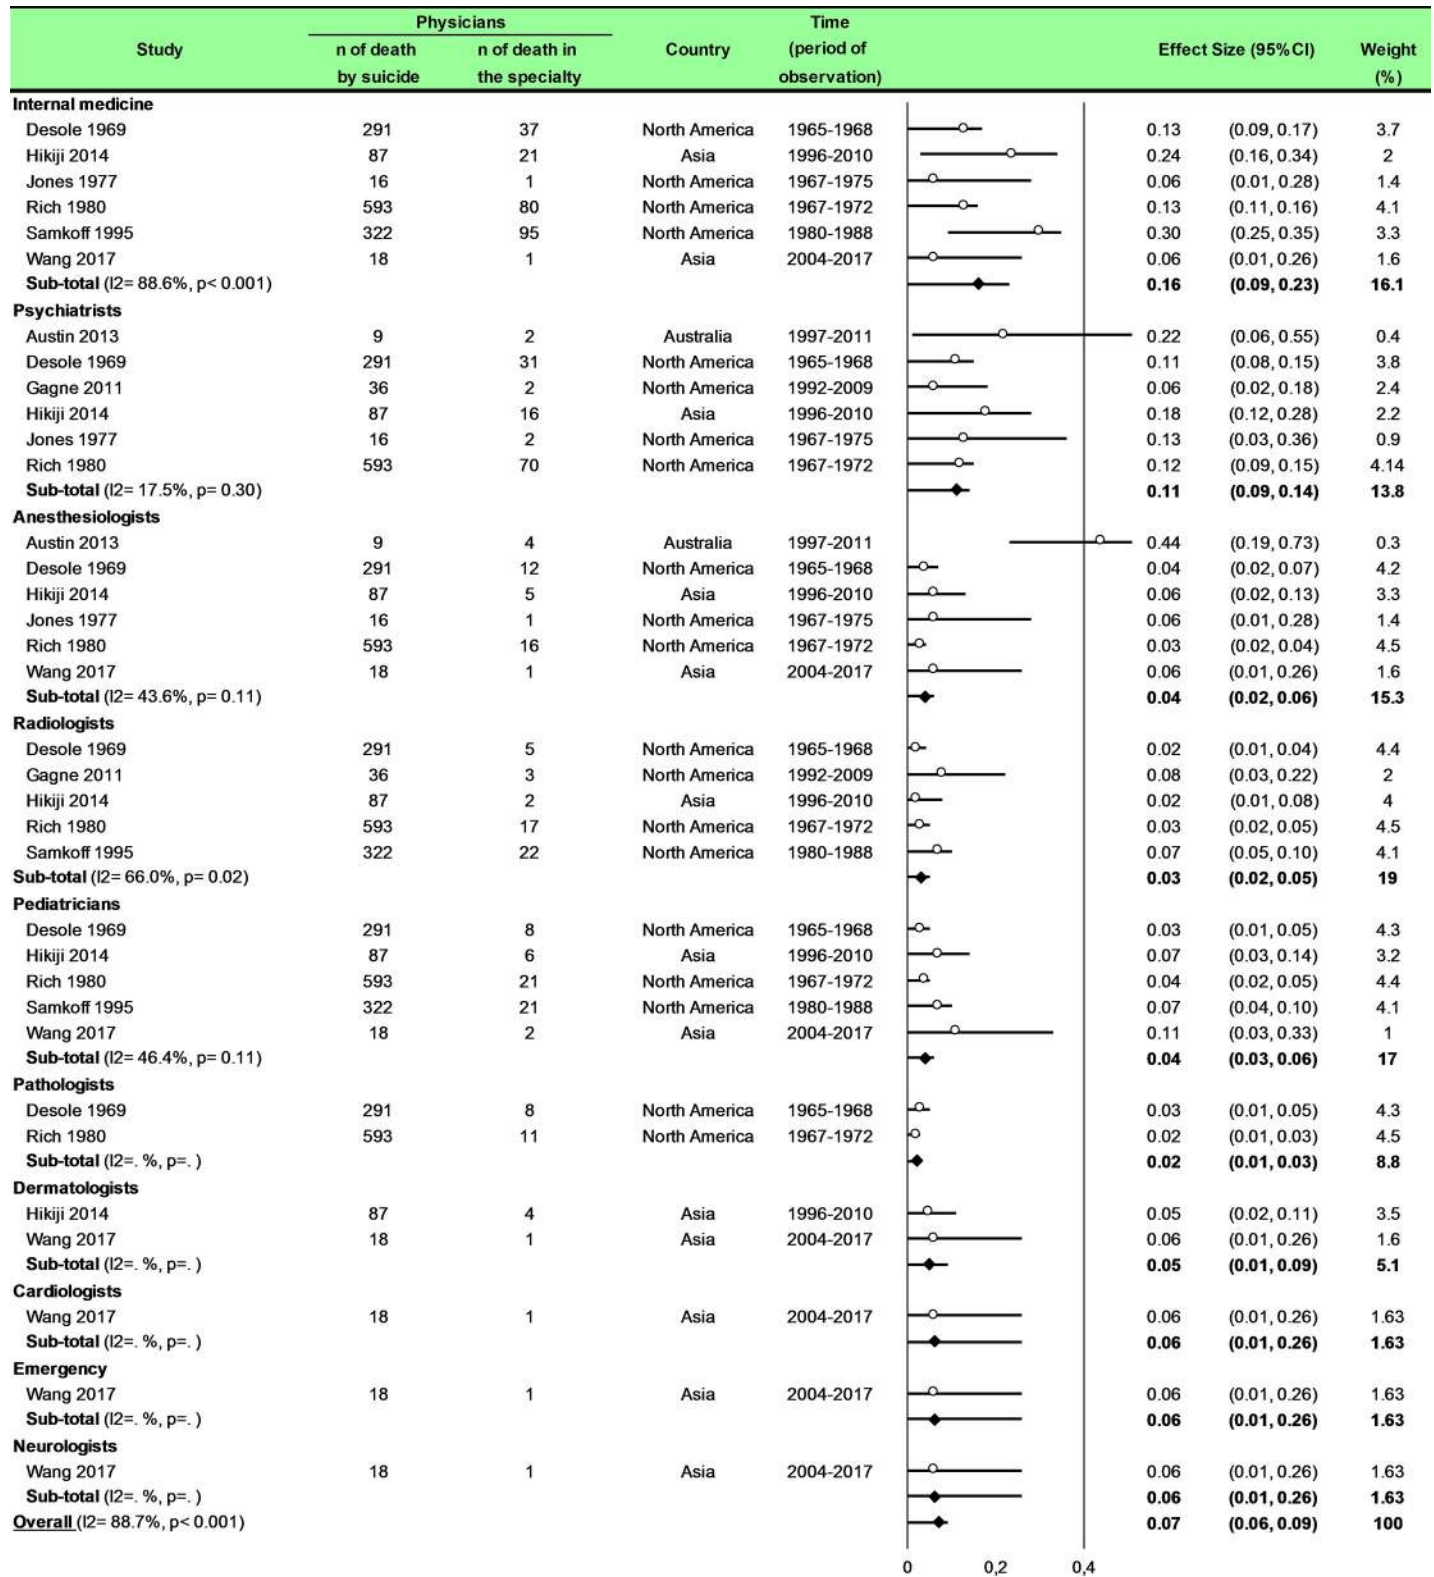 Physicians Time
Study n of death n of death in Country (period of Effect Size (95%CI) Weight
by suicide the specialty observation) (%)
Internal medicine
Desole 1969 291 37 North America 1965-1968 0.13 (0.09, 0.17) 3.7
Hikiji 2014 87 21 Asia 1996-2010 0.24 (0.16, 0.34) 2
Jones 1977 16 1 North America 1967-1975 0.06 (0.01, 0.28) 1.4
Rich 1980 593 80 North America 1967-1972 0.13 (0.11, 0.16) 4.1
Samkoff 1995 322 95 North America 1980-1988 0.30 (0.25, 0.35) 3.3
Wang 2017 18 1 Asia 2004-2017 0.06 (0.01, 0.26) 1.6
Sub-total (I2= 88.6%, p< 0.001) 0.16 (0.09, 0.23) 16.1
Psychiatrists
Austin 2013 9 2 Australia 1997-2011 0.22 (0.06, 0.55) 0.4
Desole 1969 291 31 North America 1965-1968 0.11 (0.08, 0.15) 3.8
Gagne 2011 36 2 North America 1992-2009 0.06 (0.02, 0.18) 2.4
Hikiji 2014 87 16 Asia 1996-2010 0.18 (0.12, 0.28) 2.2
Jones 1977 16 2 North America 1967-1975 0.13 (0.03, 0.36) 0.9
Rich 1980 593 70 North America 1967-1972 0.12 (0.09, 0.15) 4.14
Sub-total (I2= 17.5%, p= 0.30) 0.11 (0.09, 0.14) 13.8
Anesthesiologists
Austin 2013 9 4 Australia 1997-2011 0.44 (0.19, 0.73) 0.3
Desole 1969 291 12 North America 1965-1968 0.04 (0.02, 0.07) 4.2
Hikiji 2014 87 5 Asia 1996-2010 0.06 (0.02, 0.13) 3.3
Jones 1977 16 1 North America 1967-1975 0.06 (0.01, 0.28) 1.4
Rich 1980 593 16 North America 1967-1972 0.03 (0.02, 0.04) 4.5
Wang 2017 18 1 Asia 2004-2017 0.06 (0.01, 0.26) 1.6
Sub-total (I2= 43.6%, p= 0.11) 0.04 (0.02, 0.06) 15.3
Radiologists
Desole 1969 291 5 North America 1965-1968 0.02 (0.01, 0.04) 4.4
Gagne 2011 36 3 North America 1992-2009 0.08 (0.03, 0.22) 2
Hikiji 2014 87 2 Asia 1996-2010 0.02 (0.01, 0.08) 4
Rich 1980 593 17 North America 1967-1972 0.03 (0.02, 0.05) 4.5
Samkoff 1995 322 22 North America 1980-1988 0.07 (0.05, 0.10) 4.1
Sub-total (I2= 66.0%, p= 0.02) 0.03 (0.02, 0.05) 19
Pediatricians
Desole 1969 291 8 North America 1965-1968 0.03 (0.01, 0.05) 4.3
Hikiji 2014 87 6 Asia 1996-2010 0.07 (0.03, 0.14) 3.2
Rich 1980 593 21 North America 1967-1972 0.04 (0.02, 0.05) 4.4
Samkoff 1995 322 21 North America 1980-1988 0.07 (0.04, 0.10) 4.1
Wang 2017 18 2 Asia 2004-2017 0.11 (0.03, 0.33) 1
Sub-total (I2= 46.4%, p= 0.11) 0.04 (0.03, 0.06) 17
Pathologists
Desole 1969 291 8 North America 1965-1968 0.03 (0.01, 0.05) 4.3
Rich 1980 593 11 North America 1967-1972 0.02 (0.01, 0.03) 4.5
Sub-total (I2=. %, p=. ) 0.02 (0.01, 0.03) 8.8
Dermatologists
Hikiji 2014 87 4 Asia 1996-2010 0.05 (0.02, 0.11) 3.5
Wang 2017 18 1 Asia 2004-2017 0.06 (0.01, 0.26) 1.6
Sub-total (I2=. %, p=. ) 0.05 (0.01, 0.09) 5.1
Cardiologists
Wang 2017 18 1 Asia 2004-2017 0.06 (0.01, 0.26) 1.63
Sub-total (I2=. %, p=. ) 0.06 (0.01, 0.26) 1.63
Emergency
Wang 2017 18 1 Asia 2004-2017 0.06 (0.01, 0.26) 1.63
Sub-total (I2=. %, p=. ) 0.06 (0.01, 0.26) 1.63
Neurologists
Wang 2017 18 1 Asia 2004-2017 0.06 (0.01, 0.26) 1.63
Sub-total (I2=. %, p=. ) 0.06 (0.01, 0.26) 1.63
Overall (I2= 88.7%, p< 0.001) 0.07 (0.06, 0.09) 100
0 0,2 0,4